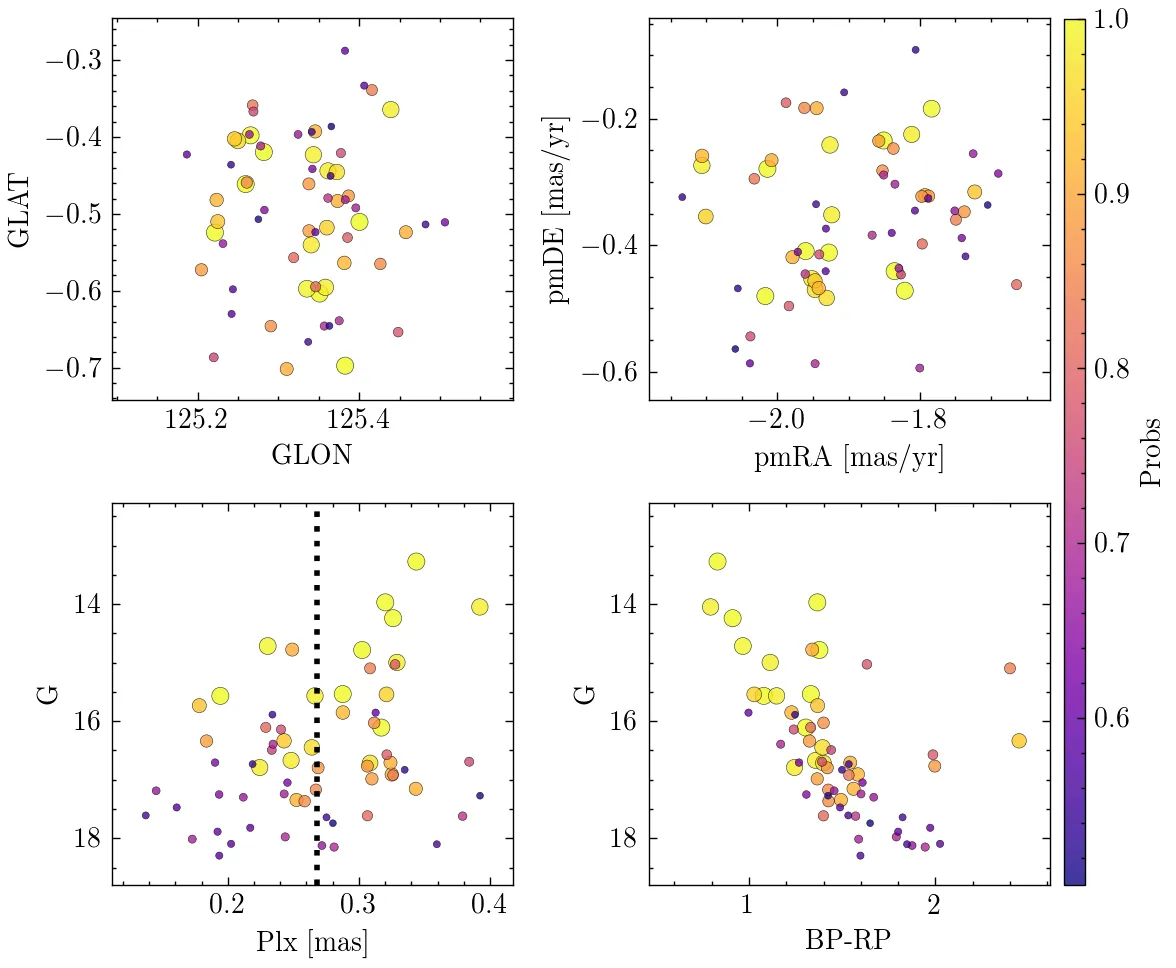 −0.3
−0.4
−0.5
−0.6
−0.7
GLAT
125.2 125.4
GLON
−0.2
−0.4
−0.6
pmDE [mas/yr]
−2.0 −1.8
pmRA [mas/yr]
1.0
0.9
0.8
0.7
0.6
Probs
14
16
18
G
0.2 0.3 0.4
Plx [mas]
14
16
18
G
1 2
BP-RP